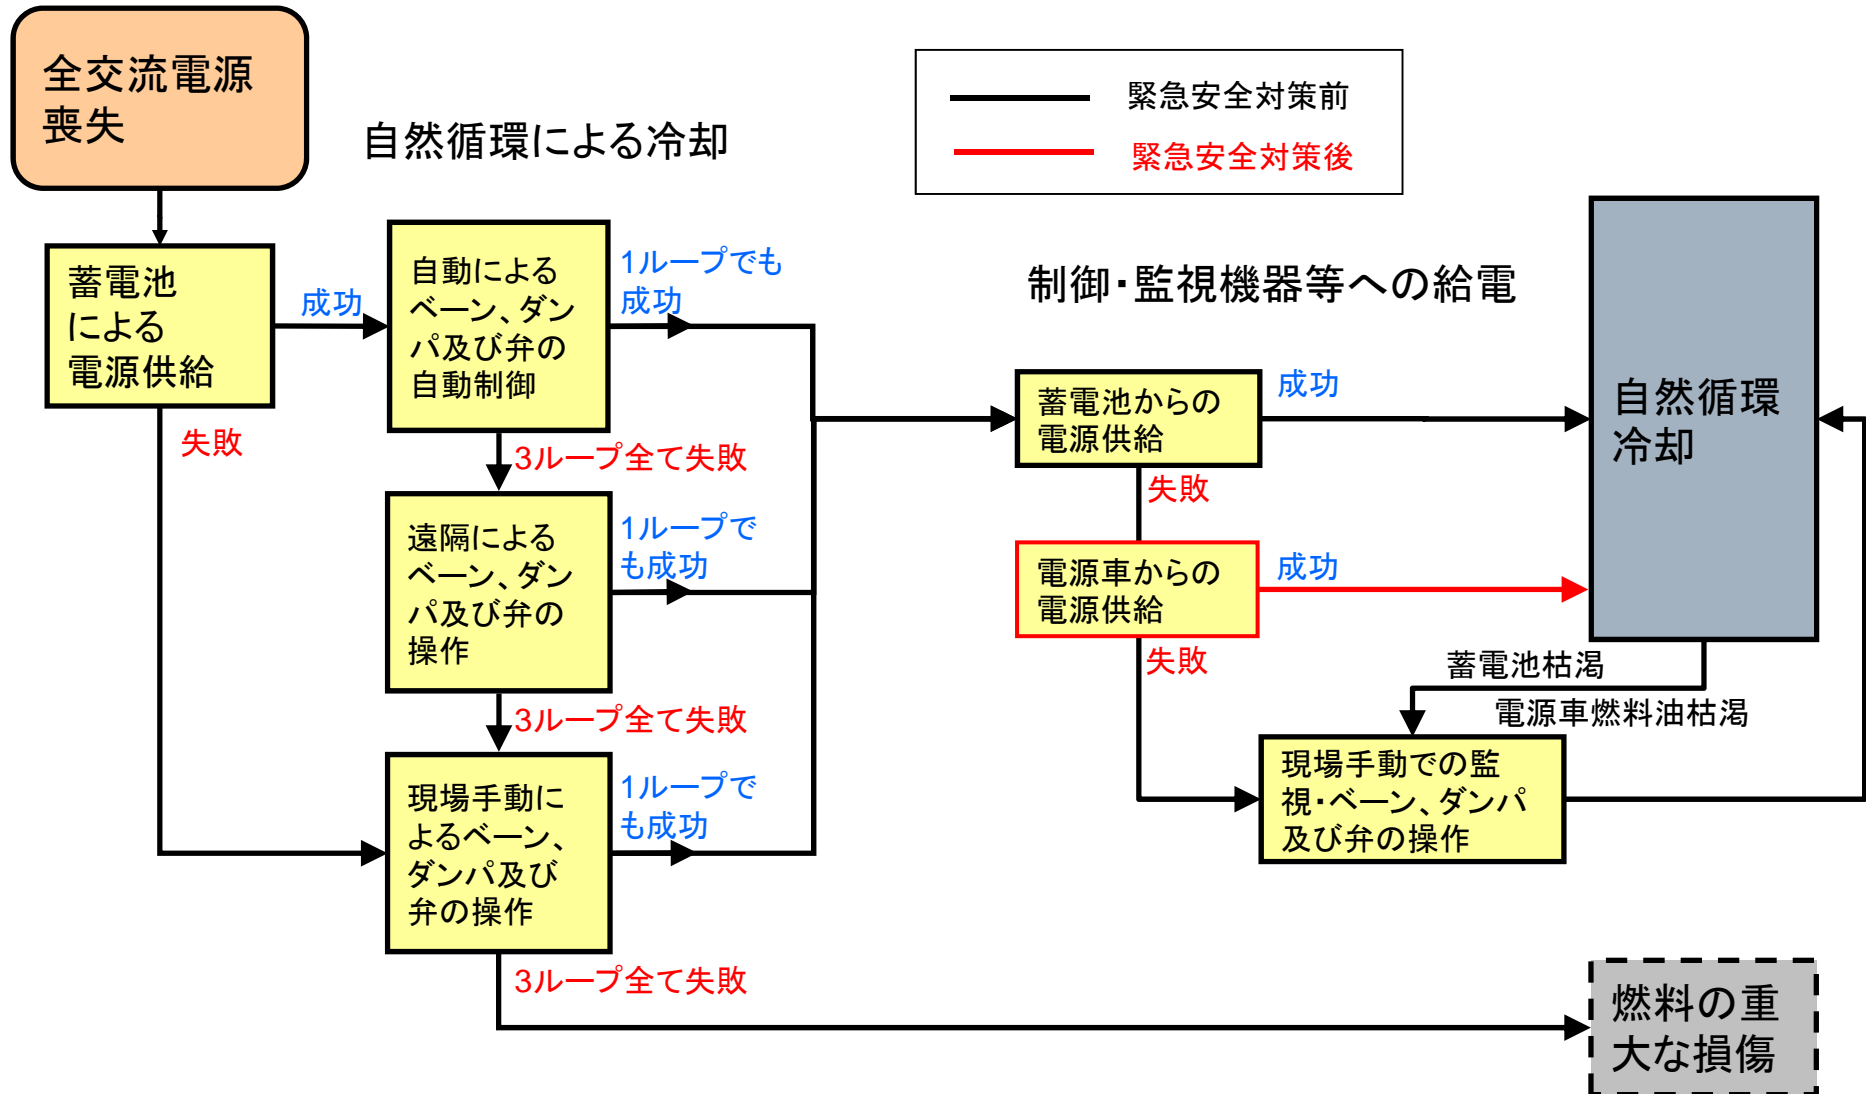 全交流電源
喪失
自然循環による冷却
緊急安全対策前
緊急安全対策後
蓄電池
による
電源供給
成功
失敗
自動による
ベーン、ダン
パ及び弁の
自動制御
1ループでも
成功
3ループ全て失敗
遠隔による
ベーン、ダン
パ及び弁の
操作
1ループで
も成功
3ループ全て失敗
現場手動に
よるベーン、
ダンパ及び
弁の操作
1ループで
も成功
3ループ全て失敗
制御・監視機器等への給電
蓄電池からの
電源供給
成功
失敗
電源車からの
電源供給
成功
失敗
自然循環
冷却
蓄電池枯渇
電源車燃料油枯渇
現場手動での監
視・ベーン、ダンパ
及び弁の操作
燃料の重
大な損傷